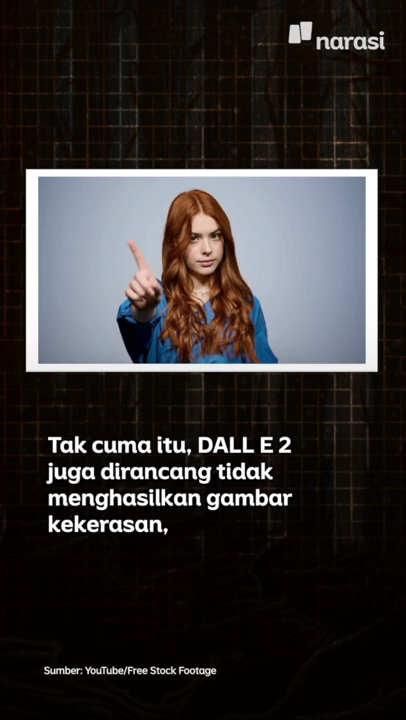 narasi
Tak cuma itu, DALL E 2
juga dirancang tidak
menghasilkan gambar
kekerasan,
Sumber: YouTube/Free Stock Footage